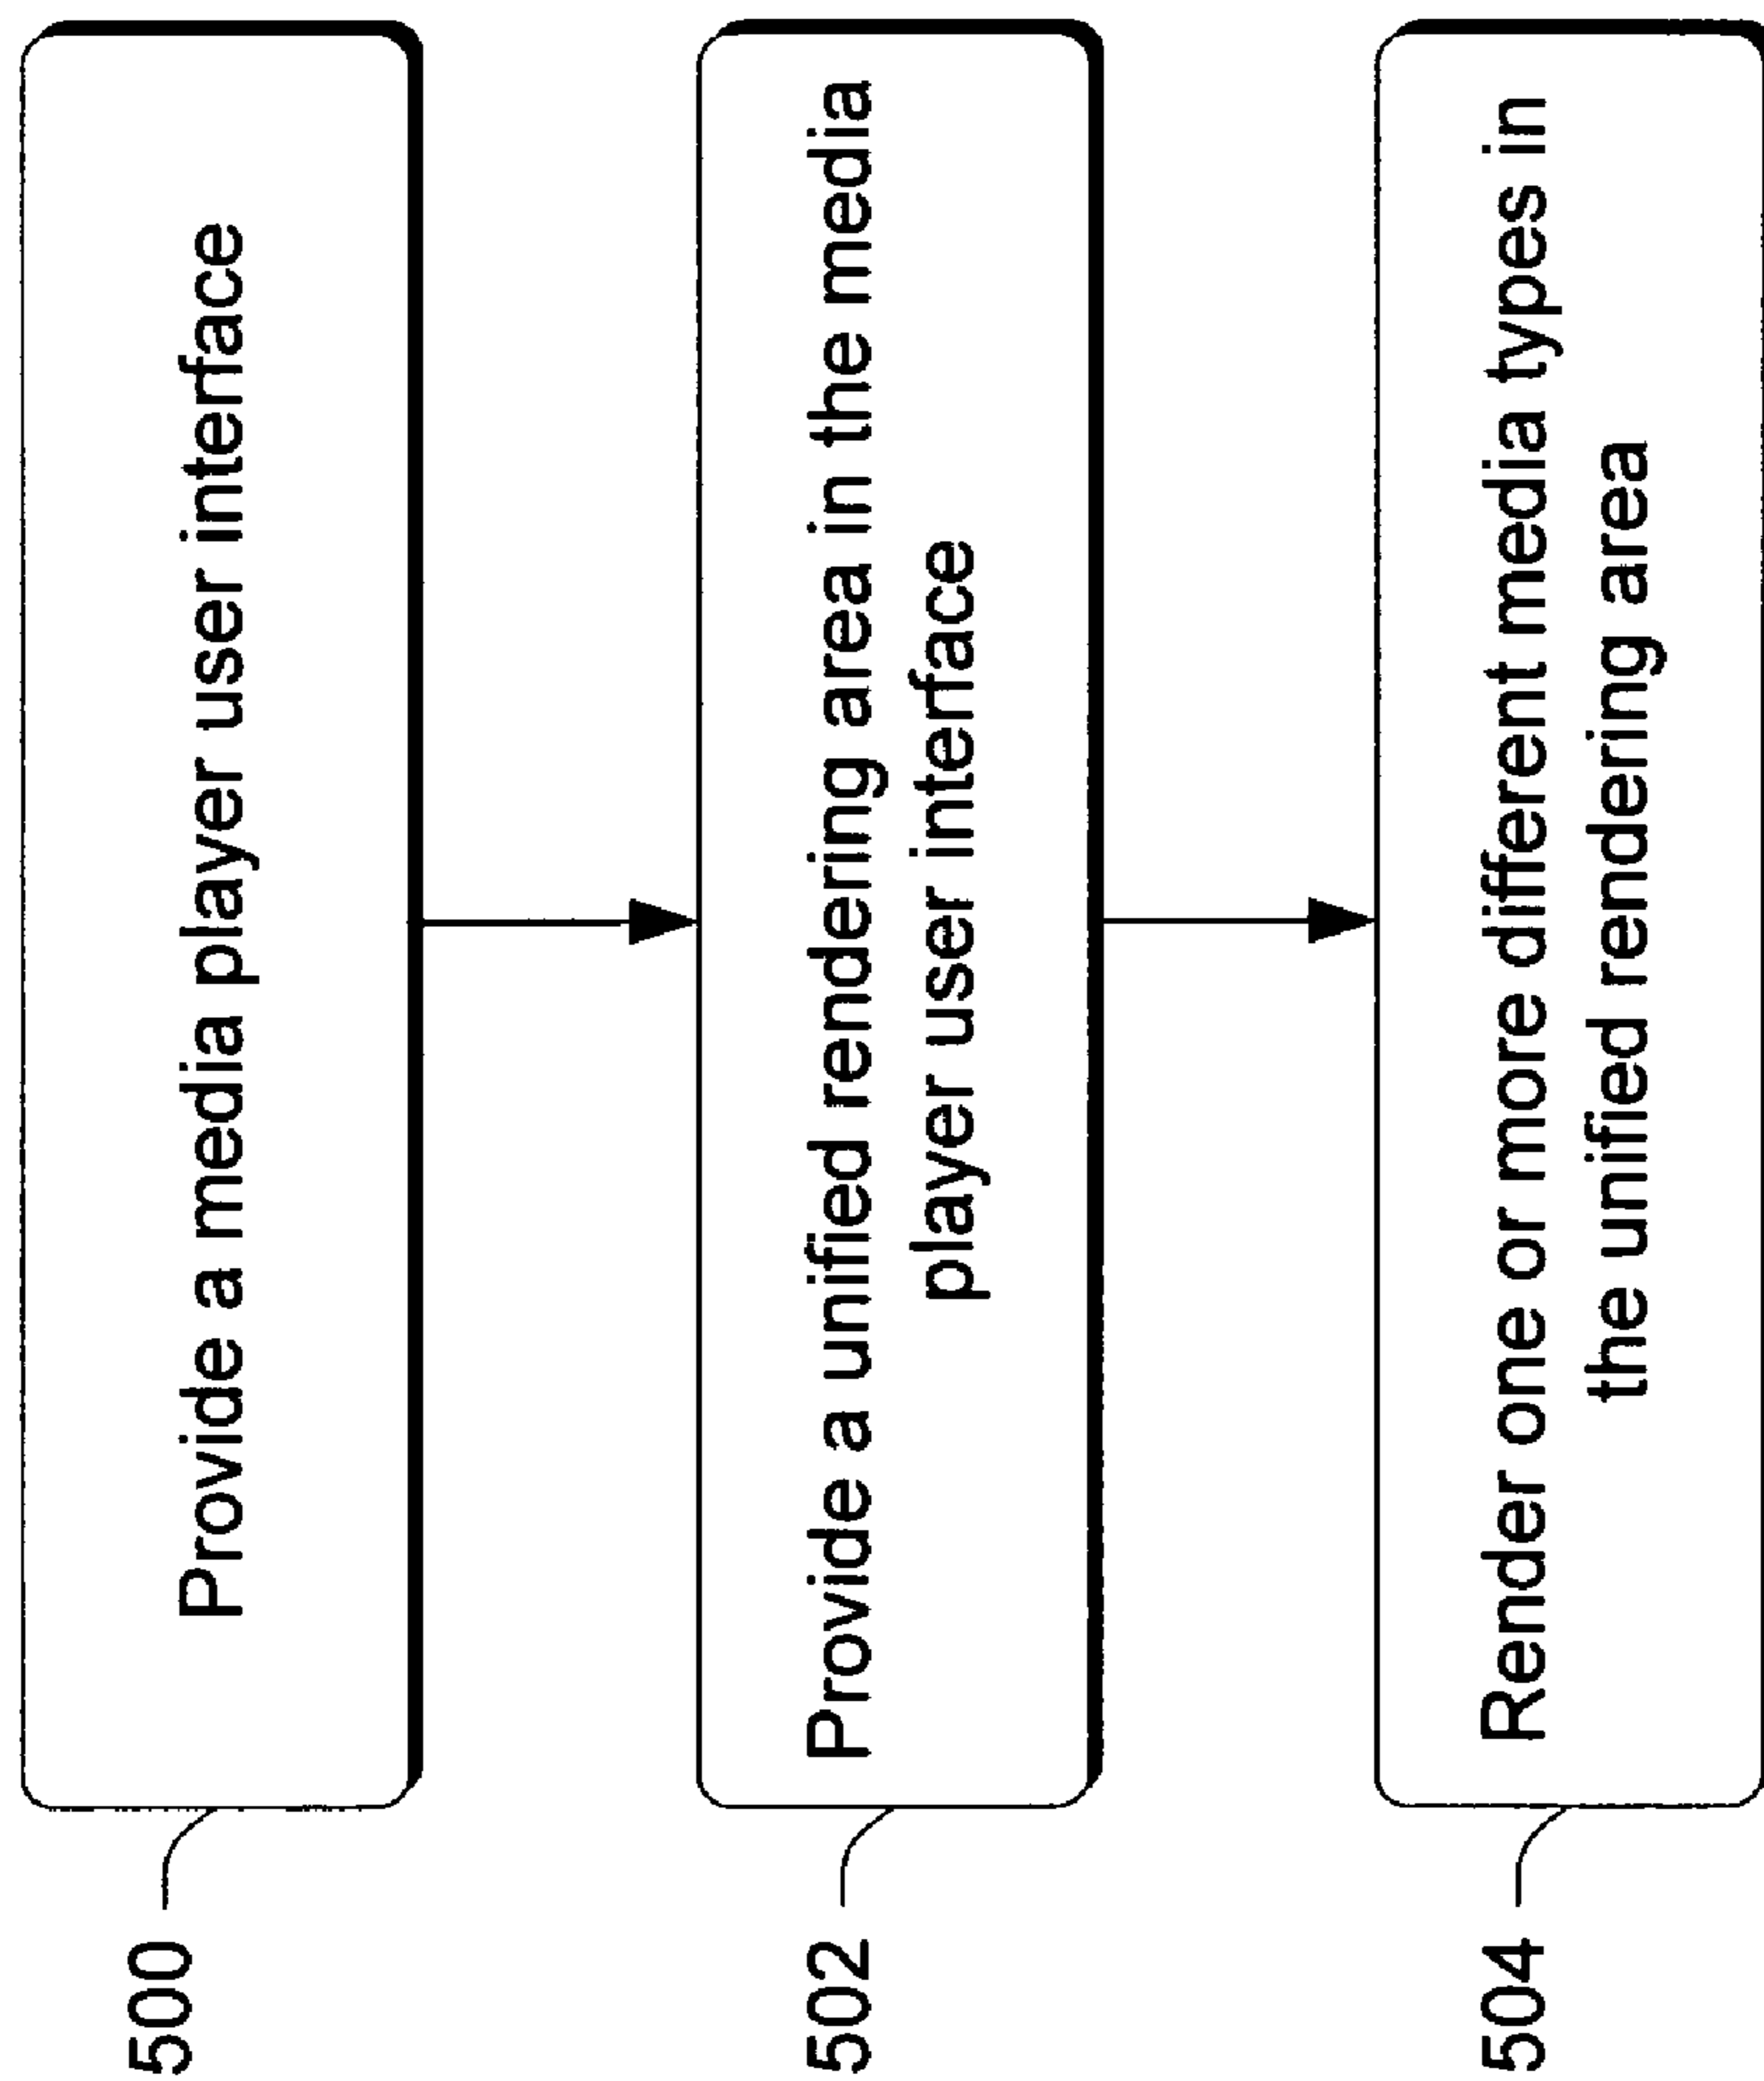 500
Provide a media player user interface
502
Provide a unified rendering area in the media
player user interface
504
Render one or more different media types in
the unified rendering area